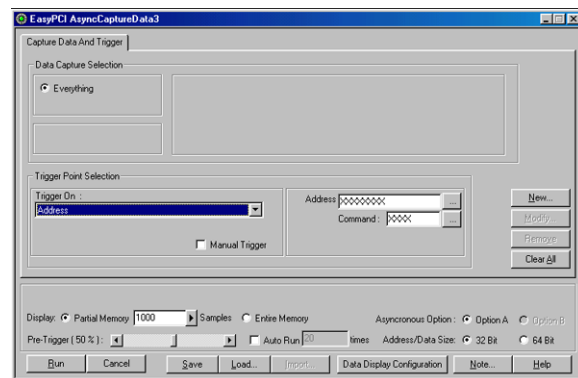 EasyPCI AsyncCaptureData3
Capture Data And Trigger
Data Capture Selection
Everything
Trigger Point Selection
Trigger On :
Address
Manual Trigger
Address XXXXXXXX ...
Command : XXXX ...
New...
Modify...
Remove
Clear All
Display: Partial Memory 1000 Samples Entire Memory
Asyncronous Option : Option A Option B
Pre-Trigger ( 50 % ) : Auto Run 20 times
Address/Data Size: 32 Bit 64 Bit
Run Cancel Save Load... Import... Data Display Configuration Note... Help